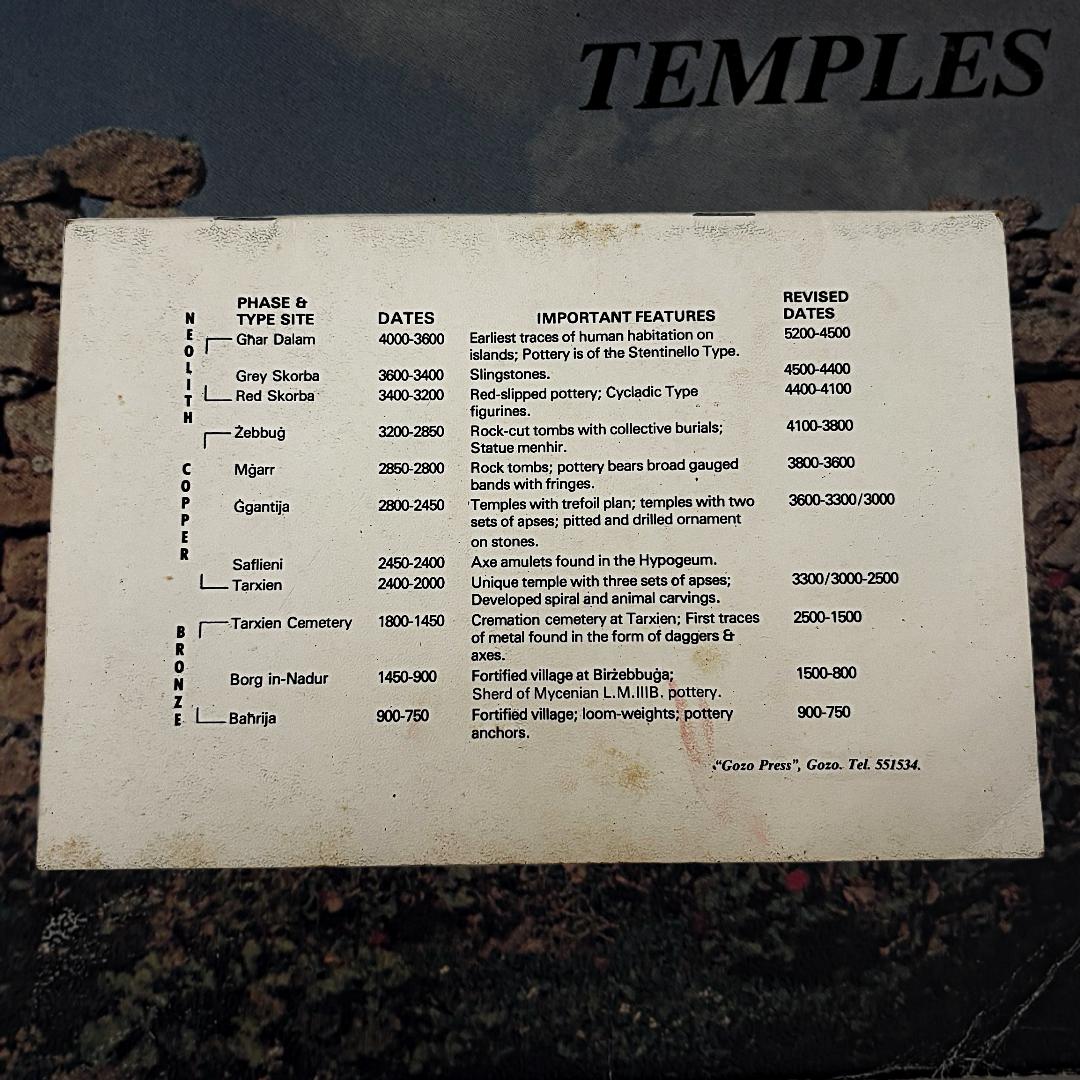 TEMPLES
NEOLITH
COPPER
BRONZE
PHASE & TYPE SITE DATES IMPORTANT FEATURES REVISED DATES
Għar Dalam 4000-3600 Earliest traces of human habitation on 5200-4500
islands; Pottery is of the Stentinello Type.
Grey Skorba 3600-3400 Slingstones. 4500-4400
Red Skorba 3400-3200 Red-slipped pottery; Cycladic Type 4400-4100
figurines.
Żebbuġ 3200-2850 Rock-cut tombs with collective burials; 4100-3800
Statue menhir.
Mġarr 2850-2800 Rock tombs; pottery bears broad gauged 3800-3600
bands with fringes.
Ġgantija 2800-2450 Temples with trefoil plan; temples with two 3600-3300/3000
sets of apses; pitted and drilled ornament
on stones.
Saflieni 2450-2400 Axe amulets found in the Hypogeum.
Tarxien 2400-2000 Unique temple with three sets of apses; 3300/3000-2500
Developed spiral and animal carvings.
Tarxien Cemetery 1800-1450 Cremation cemetery at Tarxien; First traces 2500-1500
of metal found in the form of daggers &
axes.
Borg in-Nadur 1450-900 Fortified village at Birżebbuġa; 1500-800
Sherd of Mycenian L.M.IIIB. pottery.
Baħrija 900-750 Fortified village; loom-weights; pottery 900-750
anchors.
"Gozo Press", Gozo. Tel. 551534.